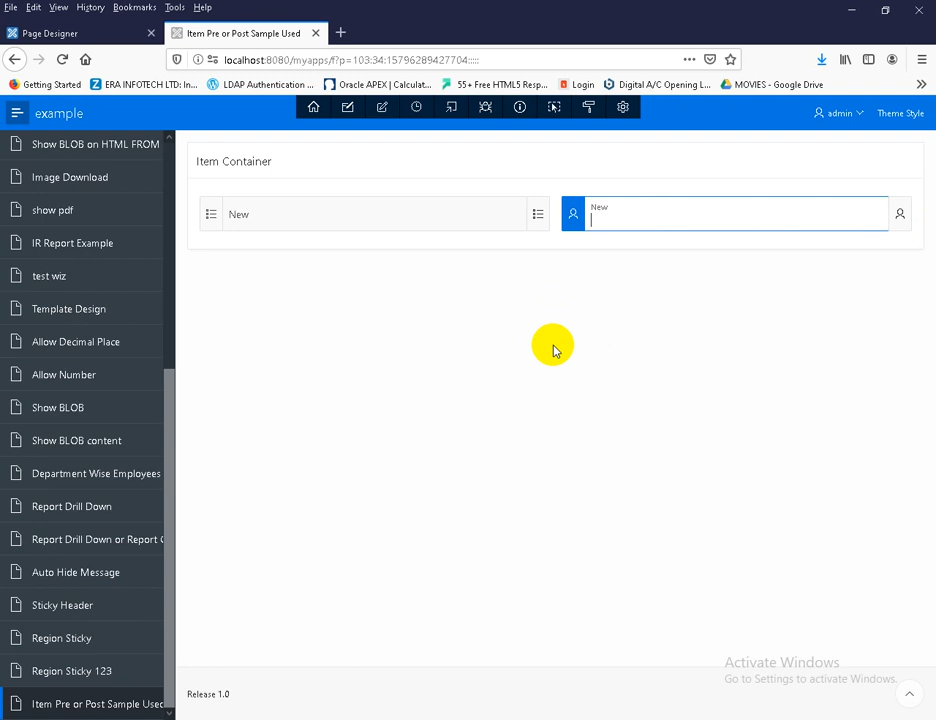 File Edit View History Bookmarks Tools Help
Page Designer
Item Pre or Post Sample Used
localhost:8080/myapps/f?p=103:34:15796289427704:::::
Getting Started
ERA INFOTECH LTD: In...
LDAP Authentication ...
Oracle APEX | Calculat...
55+ Free HTML5 Resp...
Login
Digital A/C Opening L...
MOVIES - Google Drive
example
admin
Theme Style
Show BLOB on HTML FROM
Image Download
show pdf
IR Report Example
test wiz
Template Design
Allow Decimal Place
Allow Number
Show BLOB
Show BLOB content
Department Wise Employees
Report Drill Down
Report Drill Down or Report
Auto Hide Message
Sticky Header
Region Sticky
Region Sticky 123
Item Pre or Post Sample Used
Item Container
New
New
Activate Windows
Go to Settings to activate Windows.
Release 1.0